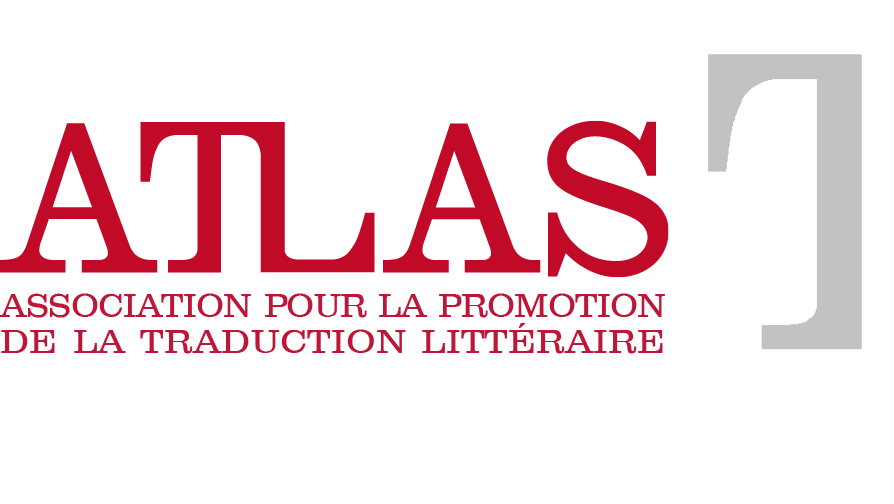 ATLAS
ASSOCIATION POUR LA PROMOTION
DE LA TRADUCTION LITTÉRAIRE